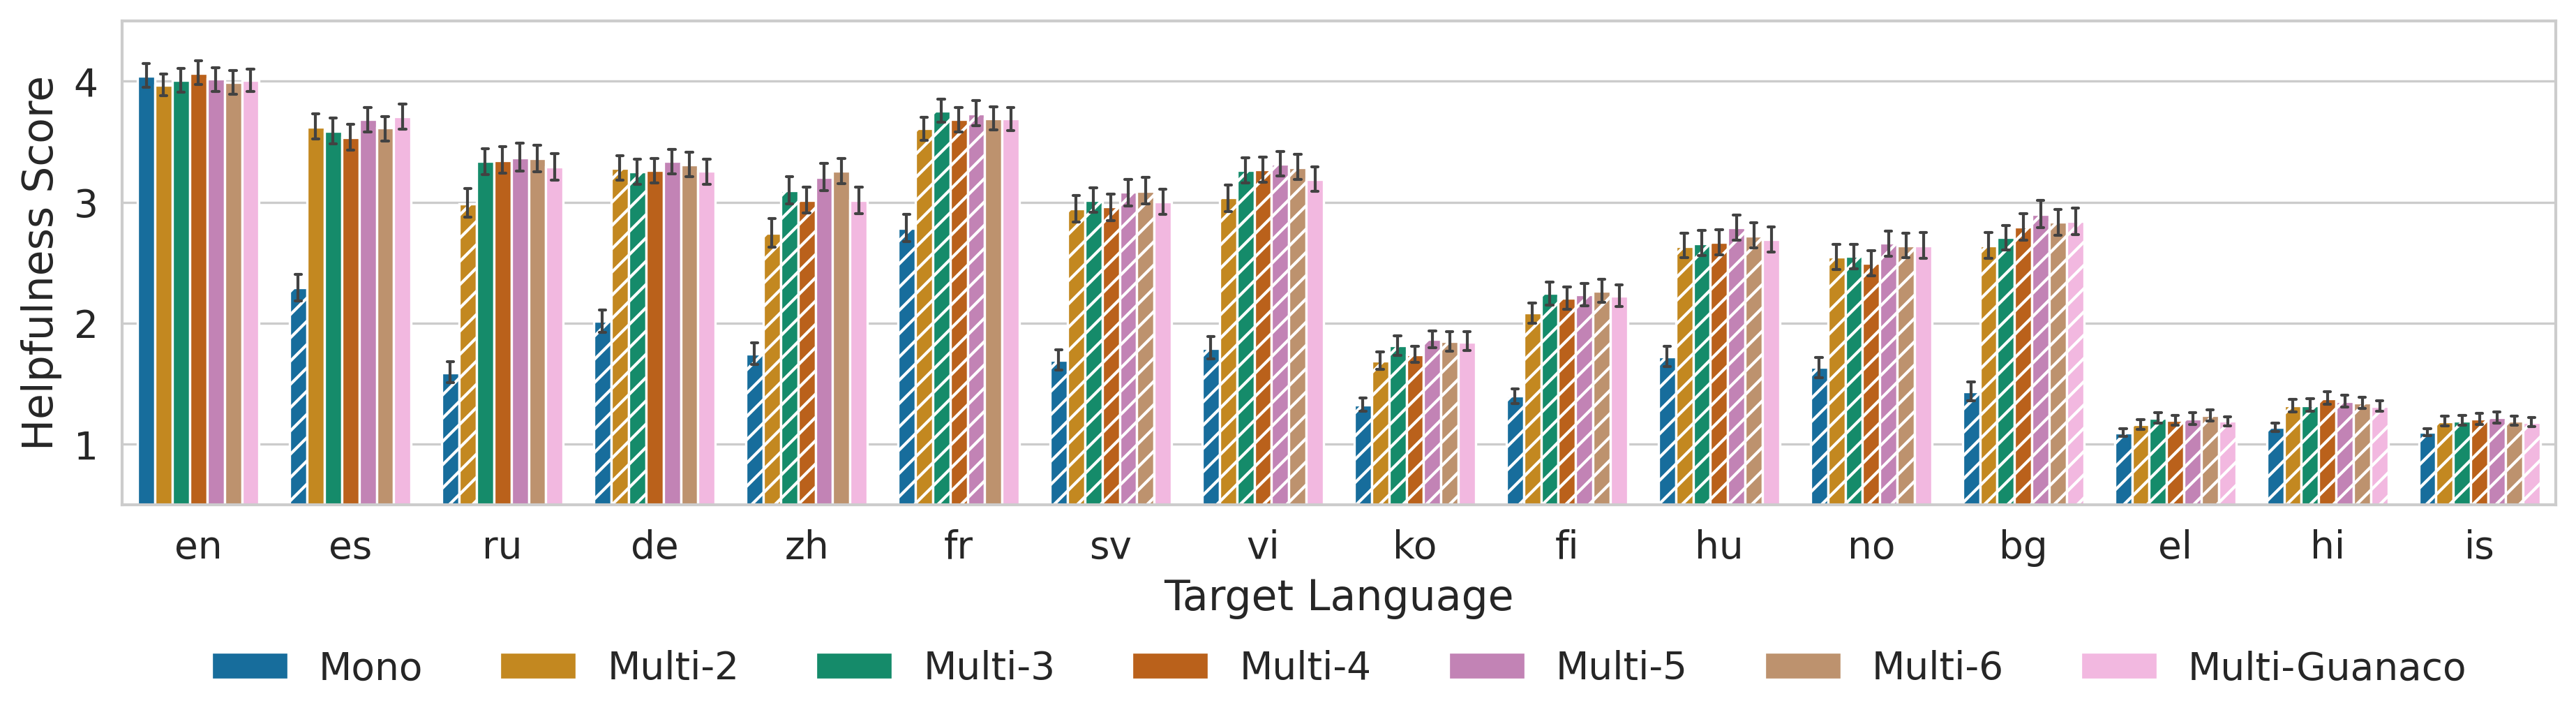 Helpfulness Score
4
3
2
1
en es ru de zh fr sv vi ko fi hu no bg el hi is
Target Language
Mono Multi-2 Multi-3 Multi-4 Multi-5 Multi-6 Multi-Guanaco